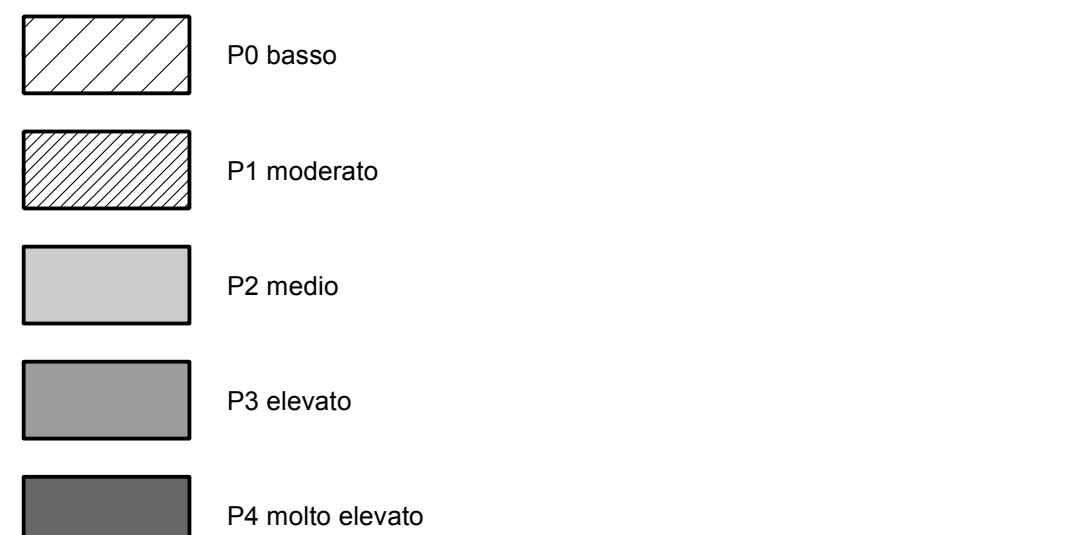 P0 basso
P1 moderato
P2 medio
P3 elevato
P4 molto elevato